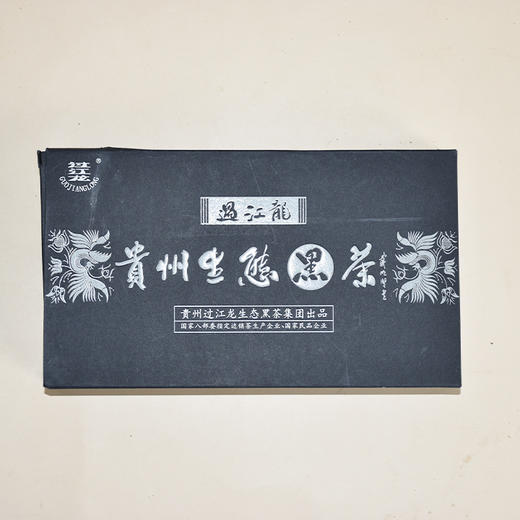 过江龙®
GUOJIANGLONG
過江龍
貴州生態黑茶
貴州过江龙生态黑茶集团出品
国家八部委指定边销茶生产企业、国家民品企业